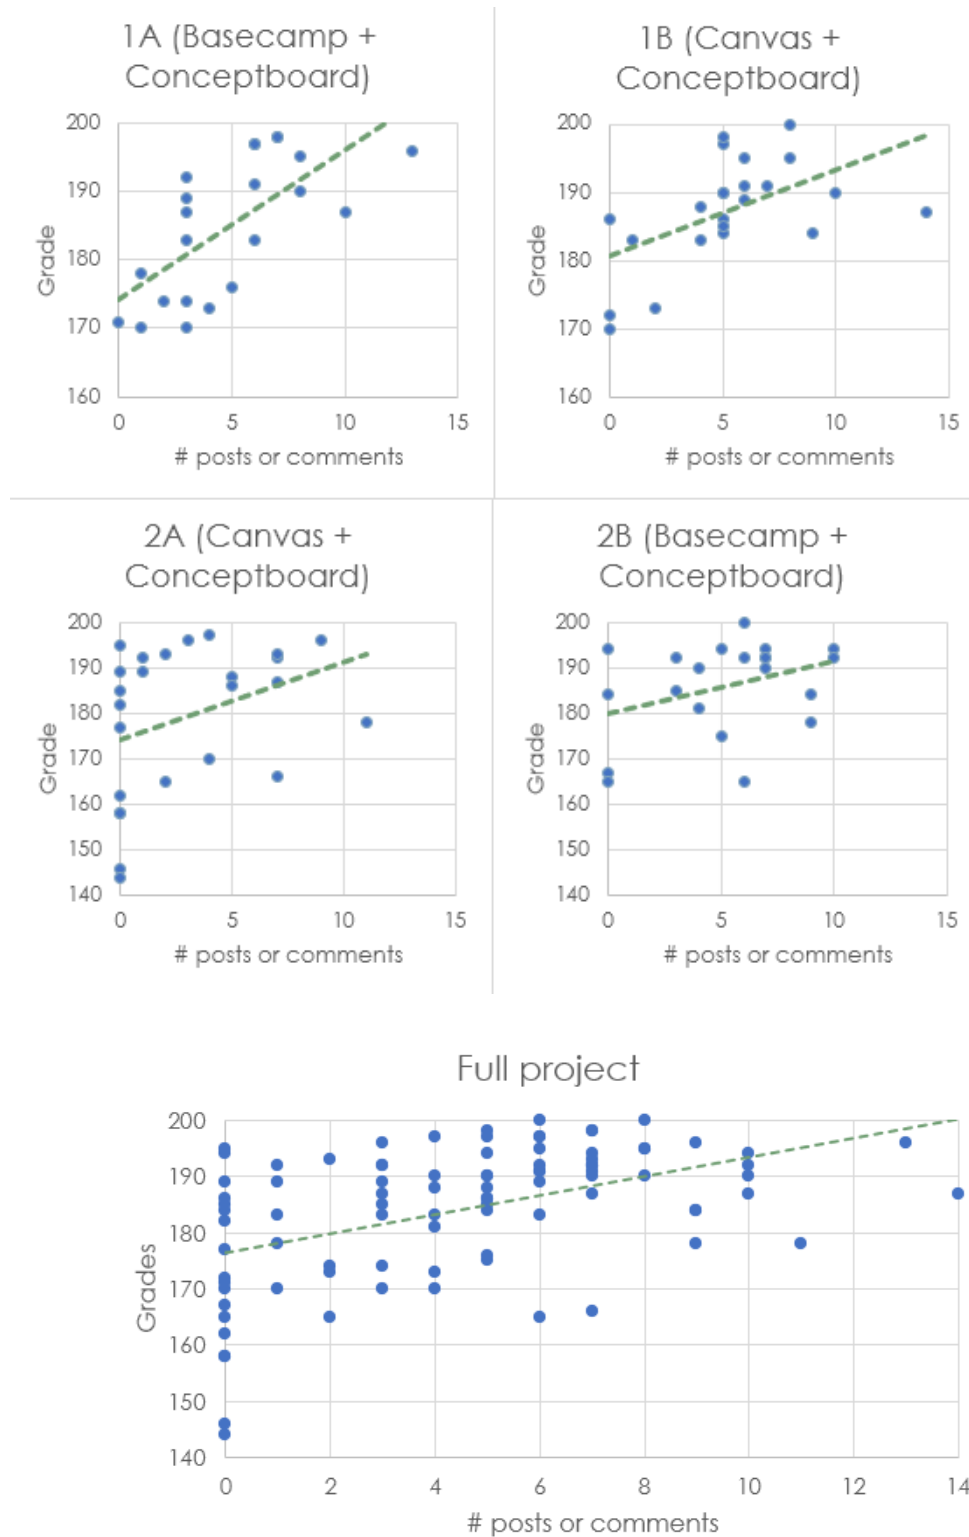 1A (Basecamp +
Conceptboard)
200
190
180
170
160
Grade
0 5 10 15
# posts or comments
1B (Canvas +
Conceptboard)
200
190
180
170
160
Grade
0 5 10 15
# posts or comments
2A (Canvas +
Conceptboard)
200
190
180
170
160
150
140
Grade
0 5 10 15
# posts or comments
2B (Basecamp +
Conceptboard)
200
190
180
170
160
150
140
Grade
0 5 10 15
# posts or comments
Full project
200
190
180
170
160
150
140
Grades
0 2 4 6 8 10 12 14
# posts or comments